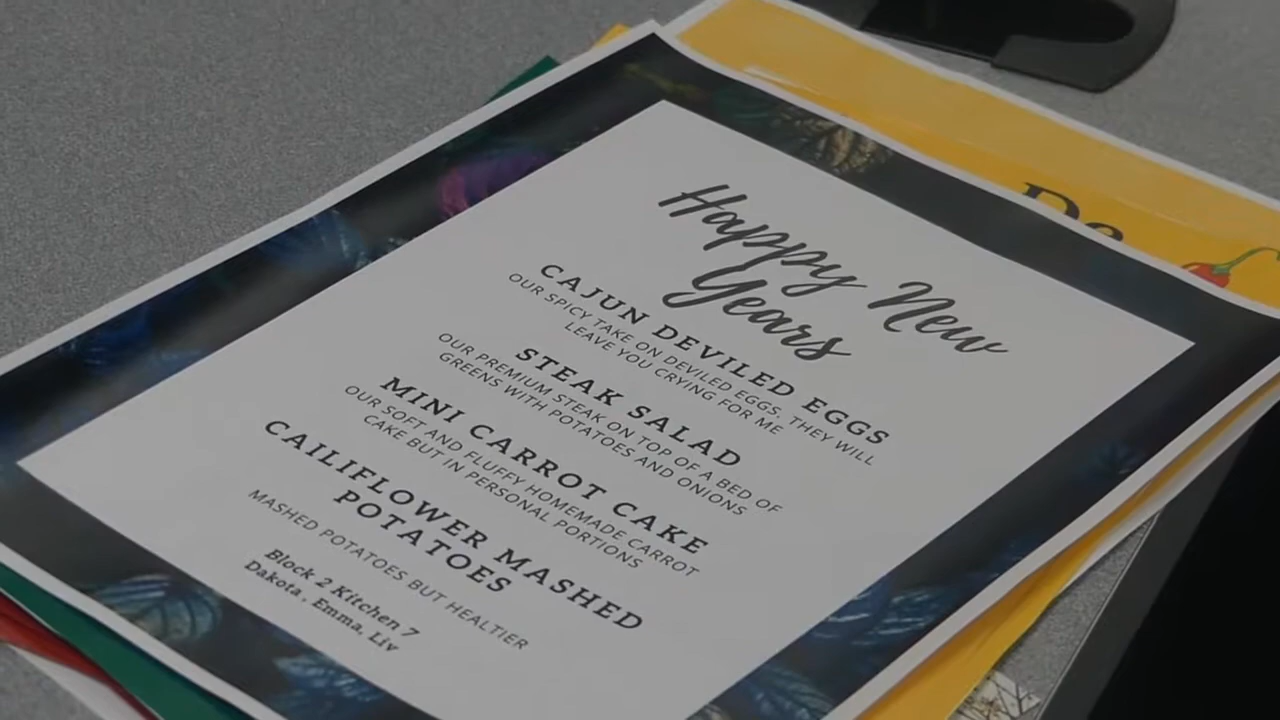 Happy New
Years
CAJUN DEVILED EGGS
OUR SPICY TAKE ON DEVILED EGGS, THEY WILL
LEAVE YOU CRYING FOR ME
STEAK SALAD
OUR PREMIUM STEAK ON TOP OF A BED OF
GREENS WITH POTATOES AND ONIONS
MINI CARROT CAKE
OUR SOFT AND FLUFFY HOMEMADE CARROT
CAKE BUT IN PERSONAL PORTIONS
CAILIFLOWER MASHED
POTATOES
MASHED POTATOES BUT HEALTIER
Block 2 Kitchen 7
Dakota , Emma, Liv